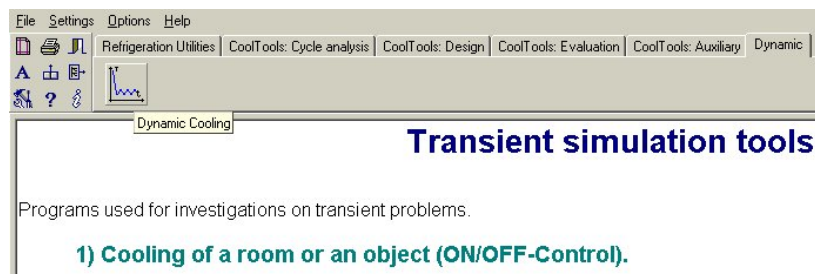 File Settings Options Help
Refrigeration Utilities CoolTools: Cycle analysis CoolTools: Design CoolTools: Evaluation CoolTools: Auxiliary Dynamic
Dynamic Cooling
Transient simulation tools
Programs used for investigations on transient problems.
1) Cooling of a room or an object (ON/OFF-Control).